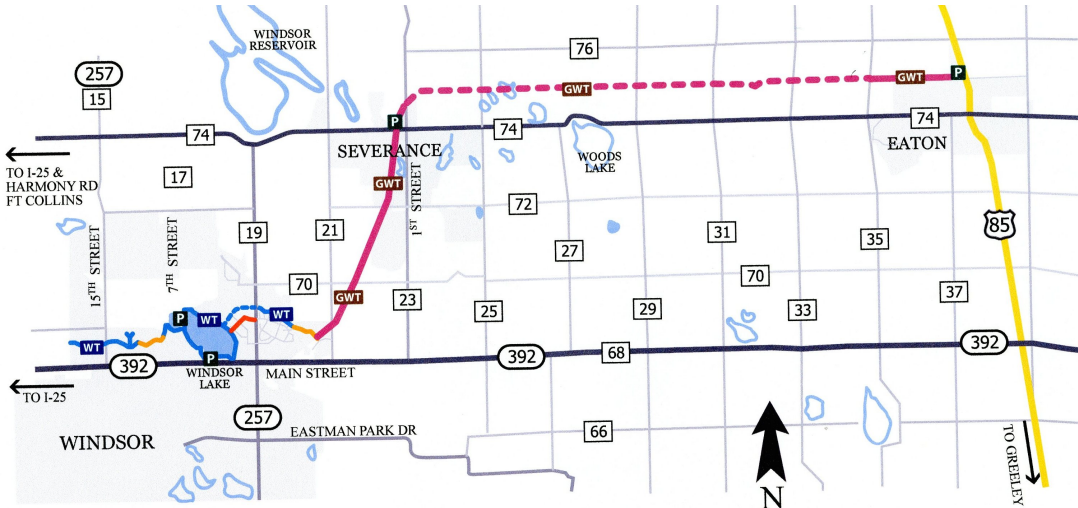 WINDSOR
RESERVOIR
76
257
15
GWT
GWT
P
P
74
74
74
SEVERANCE
EATON
WOODS
LAKE
TO I-25 &
HARMONY RD
FT COLLINS
17
GWT
1ST STREET
72
85
15TH STREET
7TH STREET
19
21
27
31
35
70
70
GWT
23
25
29
33
37
P
WT
WT
WT
392
P
392
68
392
WINDSOR
LAKE
MAIN STREET
TO I-25
257
WINDSOR
EASTMAN PARK DR
66
N
TO GREELEY